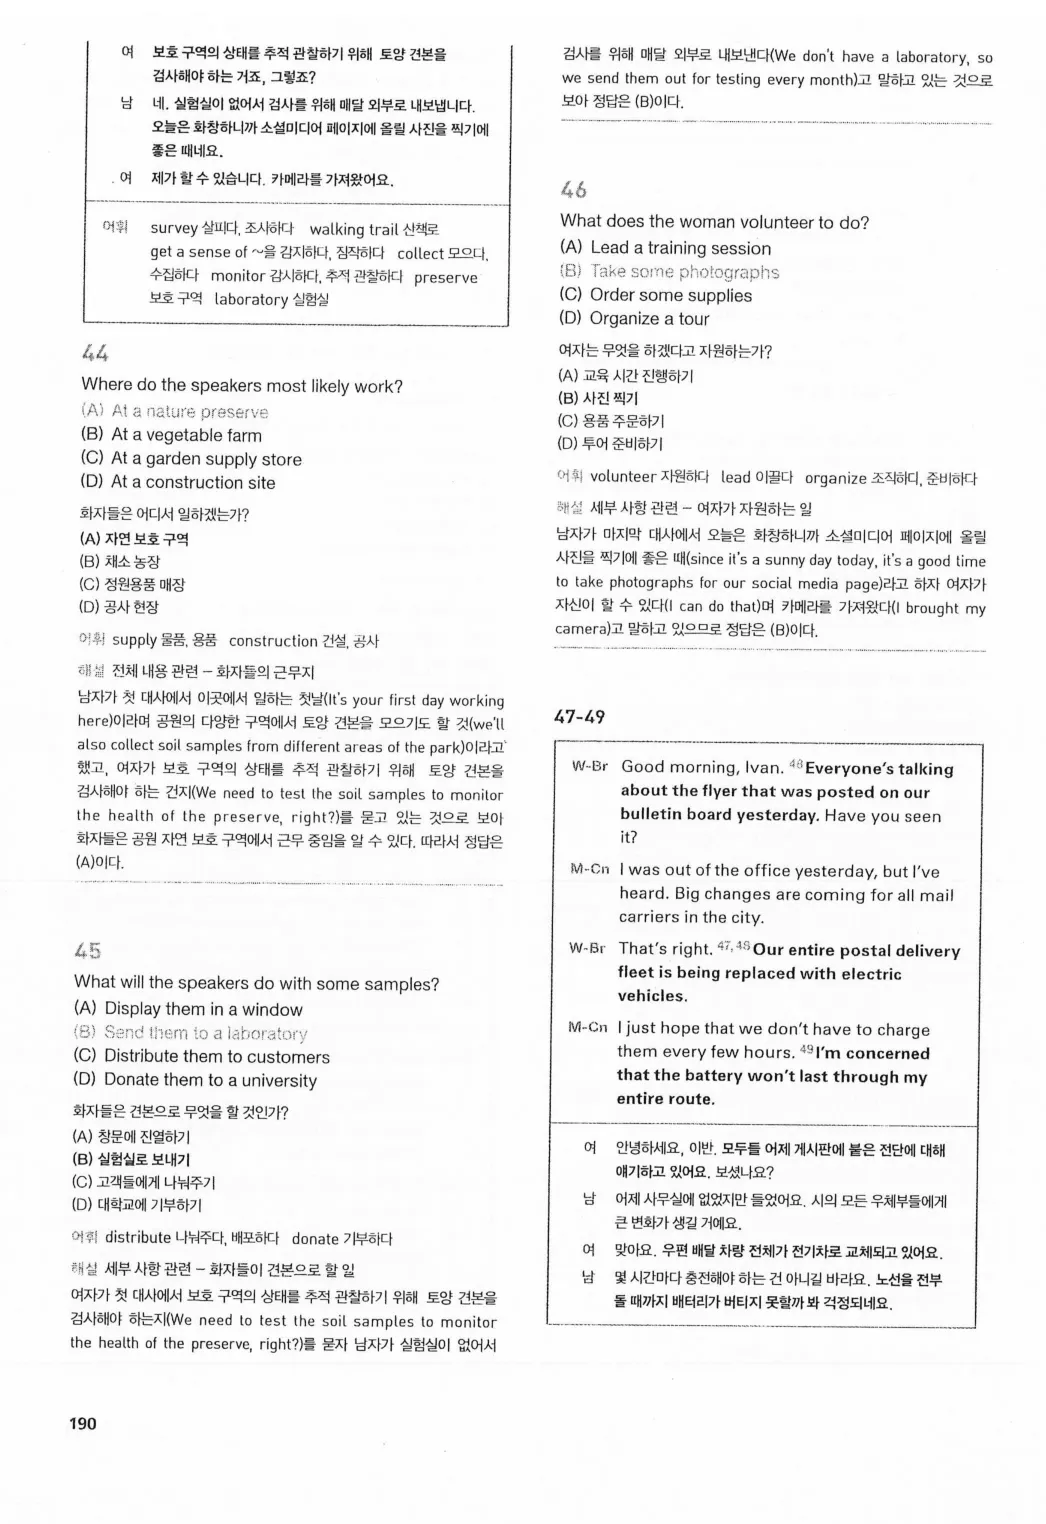 여 보호 구역의 상태를 추적 관찰하기 위해 토양 견본을
검사해야 하는 거죠, 그렇죠?
남 네. 실험실이 없어서 검사를 위해 매달 외부로 내보냅니다.
오늘은 화창하니까 소셜미디어 페이지에 올릴 사진을 찍기에
좋은 때네요.
여 제가 할 수 있습니다. 카메라를 가져왔어요.
어휘 survey 살피다, 조사하다 walking trail 산책로
get a sense of ~을 감지하다, 짐작하다 collect 모으다,
수집하다 monitor 감시하다, 추적 관찰하다 preserve
보호 구역 laboratory 실험실
44
Where do the speakers most likely work?
(A) At a nature preserve
(B) At a vegetable farm
(C) At a garden supply store
(D) At a construction site
화자들은 어디서 일하겠는가?
(A) 자연 보호 구역
(B) 채소 농장
(C) 정원용품 매장
(D) 공사 현장
어휘 supply 물품, 용품 construction 건설, 공사
해설 전체 내용 관련 – 화자들의 근무지
남자가 첫 대사에서 이곳에서 일하는 첫날(It's your first day working
here)이라며 공원의 다양한 구역에서 토양 견본을 모으기도 할 것(we'll
also collect soil samples from different areas of the park)이라고
했고, 여자가 보호 구역의 상태를 추적 관찰하기 위해 토양 견본을
검사해야 하는 건지(We need to test the soil samples to monitor
the health of the preserve, right?)를 묻고 있는 것으로 보아
화자들은 공원 자연 보호 구역에서 근무 중임을 알 수 있다. 따라서 정답은
(A)이다.
45
What will the speakers do with some samples?
(A) Display them in a window
(B) Send them to a laboratory
(C) Distribute them to customers
(D) Donate them to a university
화자들은 견본으로 무엇을 할 것인가?
(A) 창문에 진열하기
(B) 실험실로 보내기
(C) 고객들에게 나눠주기
(D) 대학교에 기부하기
어휘 distribute 나눠주다, 배포하다 donate 기부하다
해설 세부 사항 관련 – 화자들이 견본으로 할 일
여자가 첫 대사에서 보호 구역의 상태를 추적 관찰하기 위해 토양 견본을
검사해야 하는지(We need to test the soil samples to monitor
the health of the preserve, right?)를 묻자 남자가 실험실이 없어서
검사를 위해 매달 외부로 내보낸다(We don't have a laboratory, so
we send them out for testing every month)고 말하고 있는 것으로
보아 정답은 (B)이다.
46
What does the woman volunteer to do?
(A) Lead a training session
(B) Take some photographs
(C) Order some supplies
(D) Organize a tour
여자는 무엇을 하겠다고 자원하는가?
(A) 교육 시간 진행하기
(B) 사진 찍기
(C) 용품 주문하기
(D) 투어 준비하기
어휘 volunteer 자원하다 lead 이끌다 organize 조직하다, 준비하다
해설 세부 사항 관련 – 여자가 자원하는 일
남자가 마지막 대사에서 오늘은 화창하니까 소셜미디어 페이지에 올릴
사진을 찍기에 좋은 때(since it's a sunny day today, it's a good time
to take photographs for our social media page)라고 하자 여자가
자신이 할 수 있다(I can do that)며 카메라를 가져왔다(I brought my
camera)고 말하고 있으므로 정답은 (B)이다.
47-49
W-Br Good morning, Ivan. 48Everyone's talking
about the flyer that was posted on our
bulletin board yesterday. Have you seen
it?
M-Cn I was out of the office yesterday, but I've
heard. Big changes are coming for all mail
carriers in the city.
W-Br That's right. 47,48Our entire postal delivery
fleet is being replaced with electric
vehicles.
M-Cn I just hope that we don't have to charge
them every few hours. 49I'm concerned
that the battery won't last through my
entire route.
여 안녕하세요, 이반. 모두들 어제 게시판에 붙은 전단에 대해
얘기하고 있어요. 보셨나요?
남 어제 사무실에 없었지만 들었어요. 시의 모든 우체부들에게
큰 변화가 생길 거예요.
여 맞아요. 우편 배달 차량 전체가 전기차로 교체되고 있어요.
남 몇 시간마다 충전해야 하는 건 아니길 바라요. 노선을 전부
돌 때까지 배터리가 버티지 못할까 봐 걱정되네요.
190